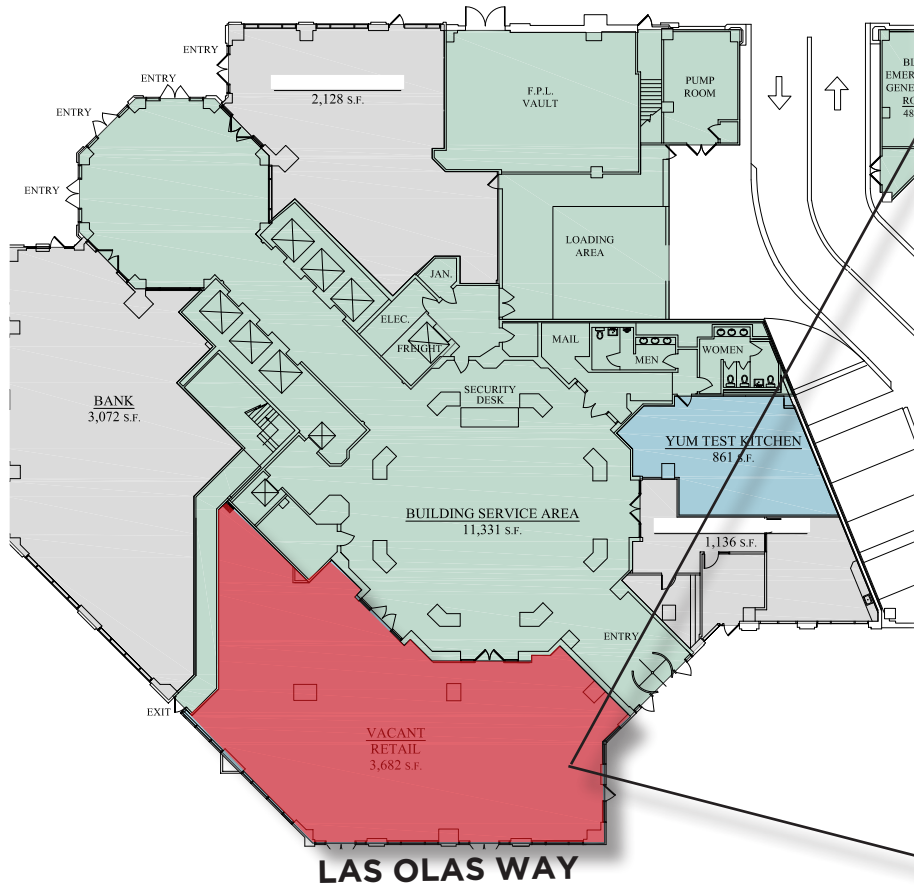 ENTRY
ENTRY
ENTRY
ENTRY
2,128 S.F.
F.P.L.
VAULT
PUMP
ROOM
LOADING
AREA
JAN.
ELEC.
FREIGHT
MAIL
MEN
WOMEN
SECURITY
DESK
BANK
3,072 S.F.
YUM TEST KITCHEN
861 S.F.
BUILDING SERVICE AREA
11,331 S.F.
1,136 S.F.
ENTRY
EXIT
VACANT
RETAIL
3,682 S.F.
LAS OLAS WAY